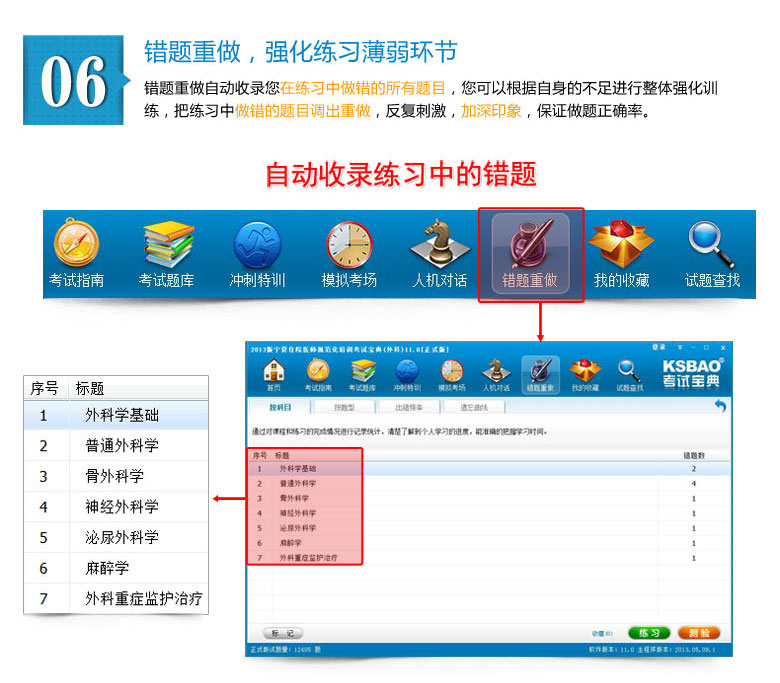 06
错题重做，强化练习薄弱环节
错题重做自动收录您在练习中做错的所有题目，您可以根据自身的不足进行整体强化训
练，把练习中做错的题目调出重做，反复刺激，加深印象，保证做题正确率。
自动收录练习中的错题
考试指南 考试题库 冲刺特训 模拟考场 人机对话 错题重做 我的收藏 试题查找
2013版宁夏住院医师规范化培训考试宝典(外科)11.0[正式版] 登录
首页 考试指南 考试题库 冲刺特训 模拟考场 人机对话 错题重做 我的收藏 试题查找
KSBAO
考试宝典
按科目 按题型 出错频率 遗忘曲线
通过对课程和练习的完成情况进行记录统计，清楚了解到个人学习的进度，能准确的把握学习时间。
序号 标题 错题数
1 外科学基础 2
2 普通外科学 4
3 骨外科学 1
4 神经外科学 1
5 泌尿外科学 1
6 麻醉学 1
7 外科重症监护治疗 1
标 记 练 习 测 验
正式版试题量：12605 题 软件版本：11.0 主程序版本：2013.05.09.1
序号 标题
1 外科学基础
2 普通外科学
3 骨外科学
4 神经外科学
5 泌尿外科学
6 麻醉学
7 外科重症监护治疗